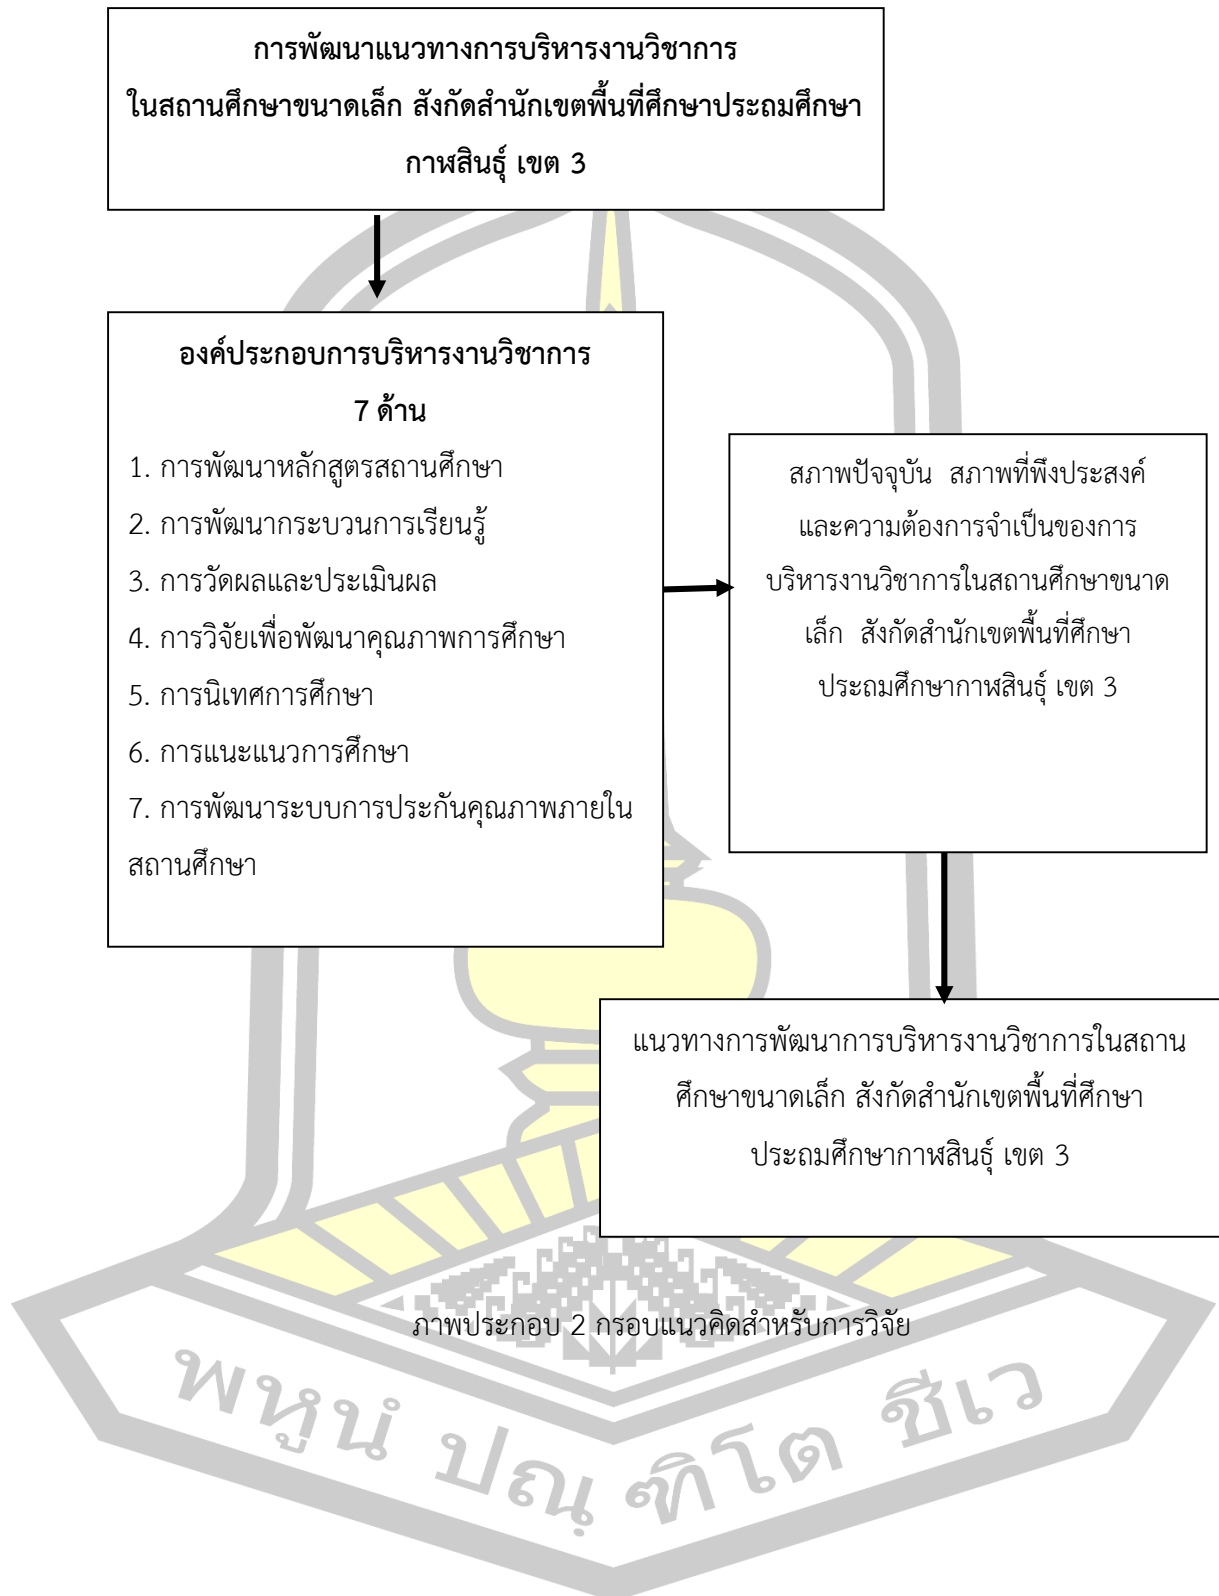 การพัฒนาแนวทางการบริหารงานวิชาการ
ในสถานศึกษาขนาดเล็ก สังกัดสำนักเขตพื้นที่ศึกษาประถมศึกษา
กาฬสินธุ์ เขต 3
องค์ประกอบการบริหารงานวิชาการ
7 ด้าน
1. การพัฒนาหลักสูตรสถานศึกษา
2. การพัฒนากระบวนการเรียนรู้
3. การวัดผลและประเมินผล
4. การวิจัยเพื่อพัฒนาคุณภาพการศึกษา
5. การนิเทศการศึกษา
6. การแนะแนวการศึกษา
7. การพัฒนาระบบการประกันคุณภาพภายใน
สถานศึกษา
สภาพปัจจุบัน สภาพที่พึงประสงค์
และความต้องการจำเป็นของการ
บริหารงานวิชาการในสถานศึกษาขนาด
เล็ก สังกัดสำนักเขตพื้นที่ศึกษา
ประถมศึกษากาฬสินธุ์ เขต 3
แนวทางการพัฒนาการบริหารงานวิชาการในสถาน
ศึกษาขนาดเล็ก สังกัดสำนักเขตพื้นที่ศึกษา
ประถมศึกษากาฬสินธุ์ เขต 3
ภาพประกอบ 2 กรอบแนวคิดสำหรับการวิจัย
พหูนํ ปณฺฑิโต ชีเว